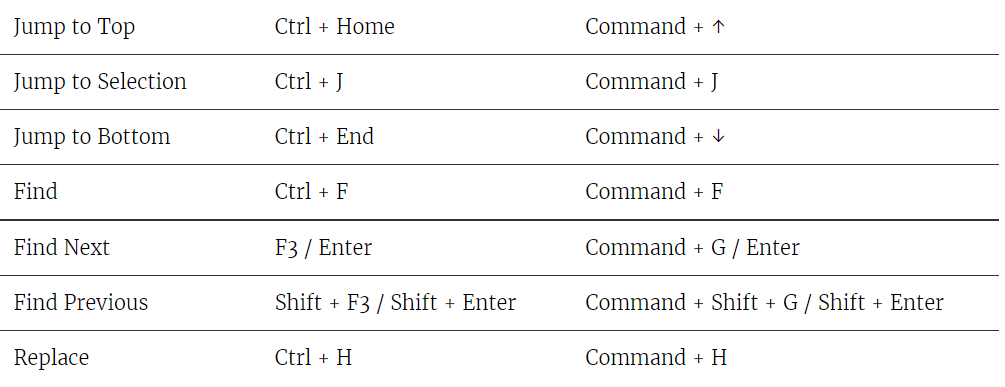 Jump to Top Ctrl + Home Command + ↑
Jump to Selection Ctrl + J Command + J
Jump to Bottom Ctrl + End Command + ↓
Find Ctrl + F Command + F
Find Next F3 / Enter Command + G / Enter
Find Previous Shift + F3 / Shift + Enter Command + Shift + G / Shift + Enter
Replace Ctrl + H Command + H